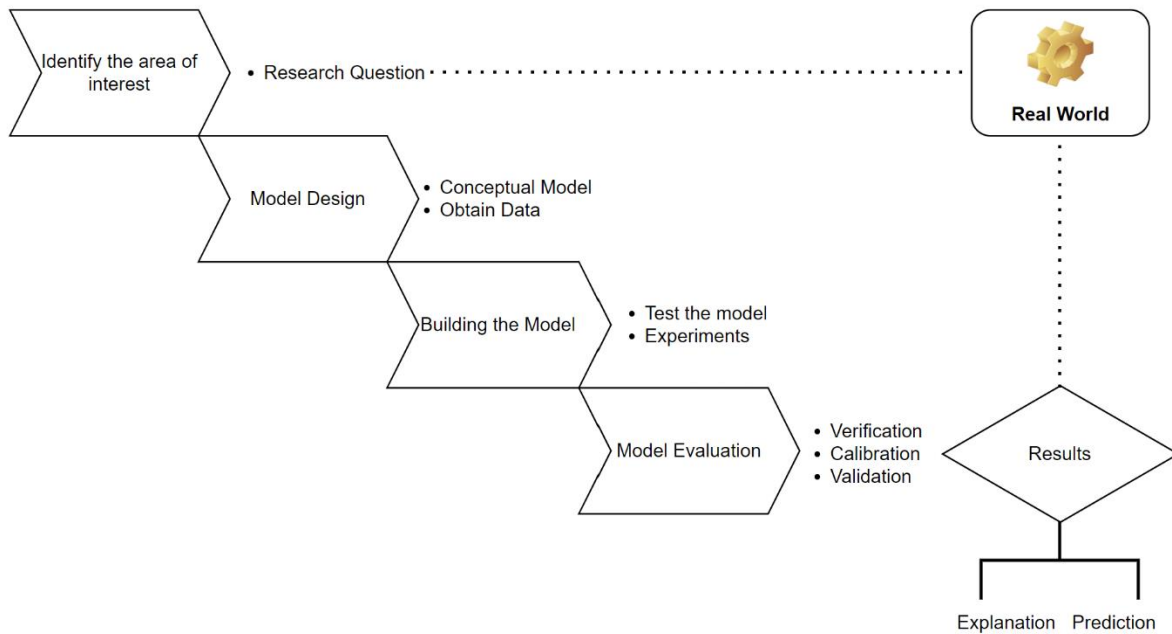 Identify the area of
interest
• Research Question
Real World
Model Design
• Conceptual Model
• Obtain Data
Building the Model
• Test the model
• Experiments
Model Evaluation
• Verification
• Calibration
• Validation
Results
Explanation
Prediction